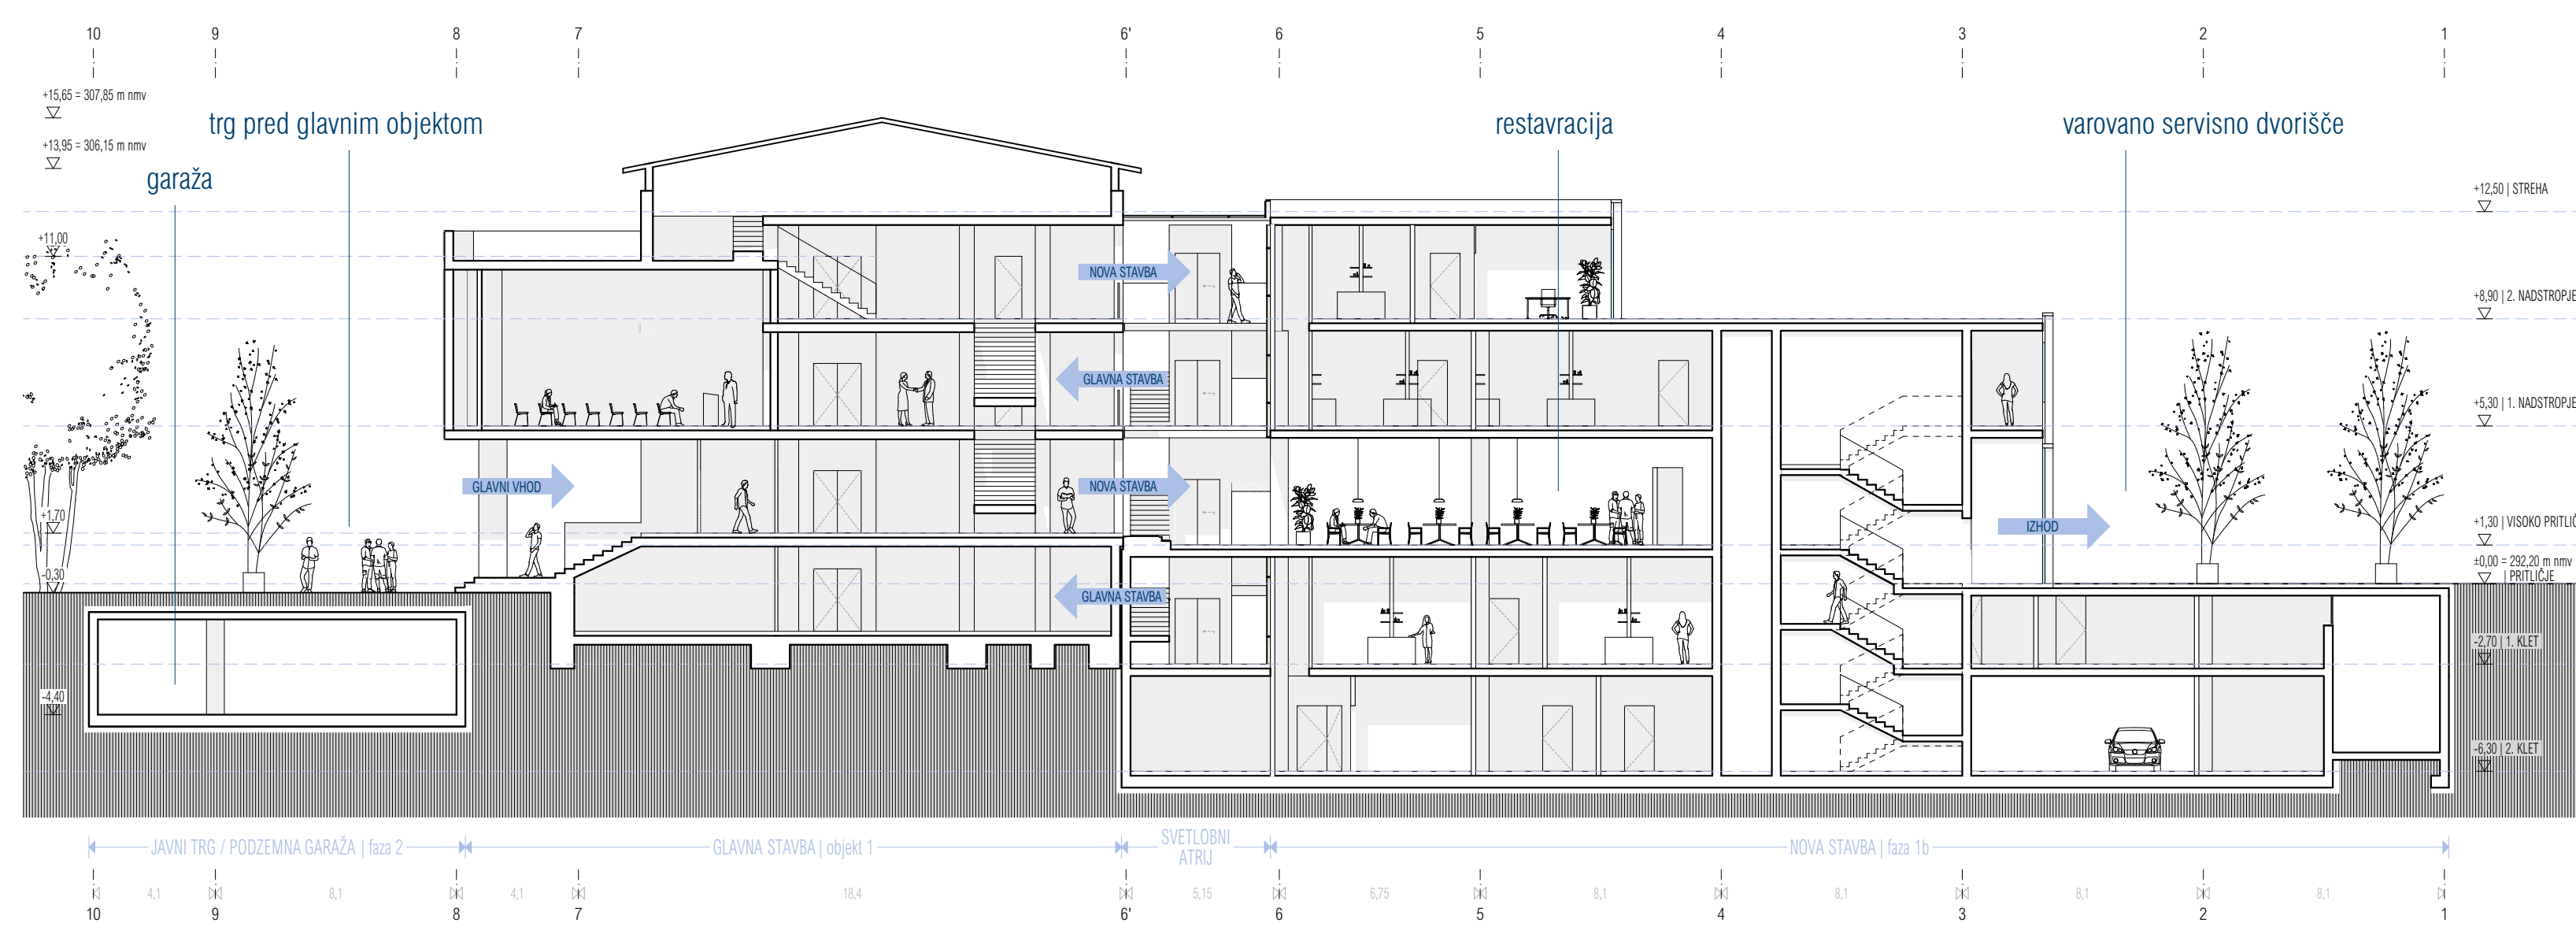 10 9 8 7 6' 6 5 4 3 2 1
+15,65 = 307,85 m nmv
trg pred glavnim objektom
restavracija
varovano servisno dvorišče
+13,95 = 306,15 m nmv
garaža
+12,50 | STREHA
+11,00
NOVA STAVBA
+8,90 | 2. NADSTROPJE
GLAVNA STAVBA
+5,30 | 1. NADSTROPJE
GLAVNI VHOD
NOVA STAVBA
+1,70
IZHOD
+1,30 | VISOKO PRITLIČ
±0,00 = 292,20 m nmv
| PRITLIČJE
-0,30
GLAVNA STAVBA
-2,70 | 1. KLET
-4,40
-6,30 | 2. KLET
JAVNI TRG / PODZEMNA GARAŽA | faza 2
GLAVNA STAVBA | objekt 1
SVETLOBNI
ATRIJ
NOVA STAVBA | faza 1b
4,1 8,1 4,1 18,4 5,15 6,75 8,1 8,1 8,1 8,1
10 9 8 7 6' 6 5 4 3 2 1